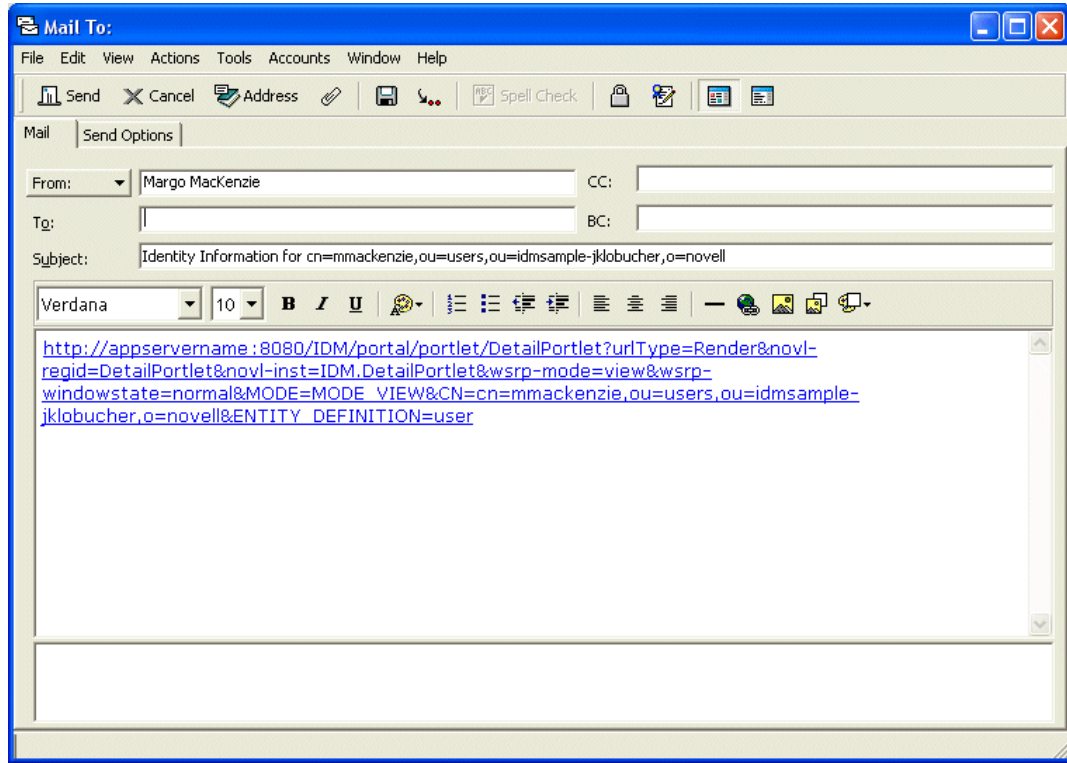 Mail To:
File Edit View Actions Tools Accounts Window Help
Send Cancel Address ABC Spell Check
Mail Send Options
From: Margo MacKenzie CC:
To: BC:
Subject: Identity Information for cn=mmackenzie,ou=users,ou=idmsample-jklobucher,o=novell
Verdana 10 B I U
http://appservername:8080/IDM/portal/portlet/DetailPortlet?urlType=Render&novl-
regid=DetailPortlet&novl-inst=IDM.DetailPortlet&wsrp-mode=view&wsrp-
windowstate=normal&MODE=MODE_VIEW&CN=cn=mmackenzie,ou=users,ou=idmsample-
jklobucher,o=novell&ENTITY_DEFINITION=user